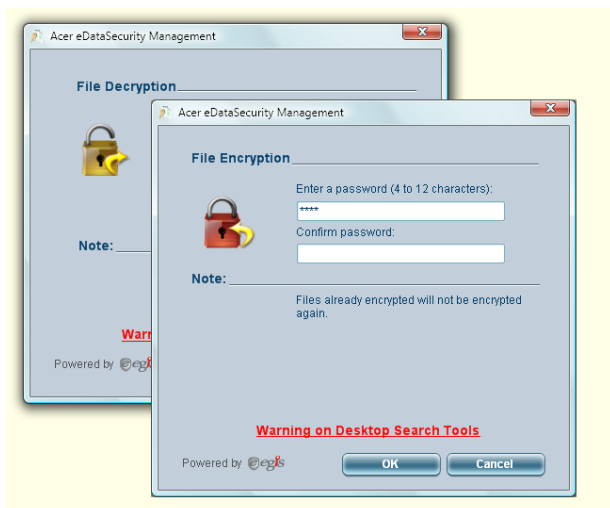 Acer eDataSecurity Management
File Decryption
Note:
Powered by egis
Acer eDataSecurity Management
File Encryption
Enter a password (4 to 12 characters):
****
Confirm password:
Note:
Files already encrypted will not be encrypted
again.
Warning on Desktop Search Tools
Powered by egis
OK
Cancel